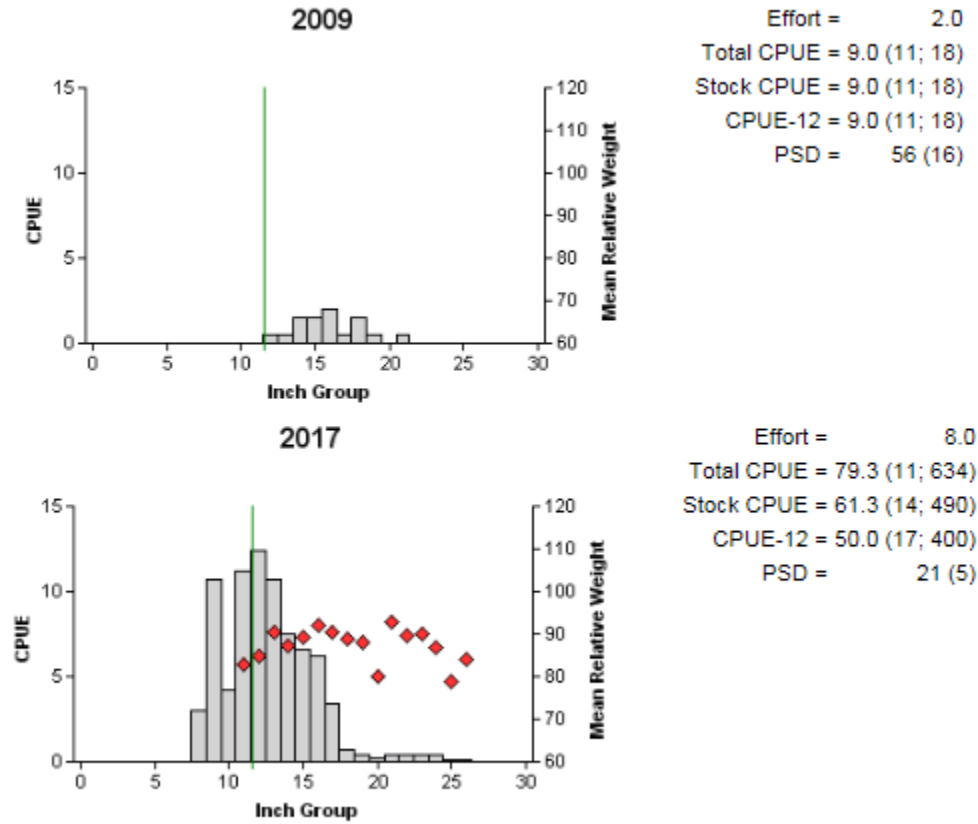 2009
Effort = 2.0
Total CPUE = 9.0 (11; 18)
Stock CPUE = 9.0 (11; 18)
CPUE-12 = 9.0 (11; 18)
PSD = 56 (16)
15
10
5
0
CPUE
120
110
100
90
80
70
60
Mean Relative Weight
0 5 10 15 20 25 30
Inch Group
2017
Effort = 8.0
Total CPUE = 79.3 (11; 634)
Stock CPUE = 61.3 (14; 490)
CPUE-12 = 50.0 (17; 400)
PSD = 21 (5)
15
10
5
0
CPUE
120
110
100
90
80
70
60
Mean Relative Weight
0 5 10 15 20 25 30
Inch Group